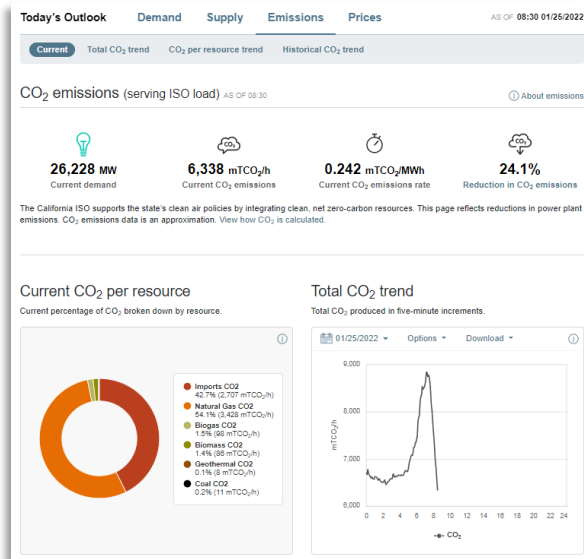 Today's Outlook Demand Supply Emissions Prices AS OF 08:30 01/25/2022
Current Total CO₂ trend CO₂ per resource trend Historical CO₂ trend
CO₂ emissions (serving ISO load) AS OF 08:30 About emissions
26,228 MW
Current demand
6,338 mTCO₂/h
Current CO₂ emissions
0.242 mTCO₂/MWh
Current CO₂ emissions rate
24.1%
Reduction in CO₂ emissions
The California ISO supports the state's clean air policies by integrating clean, net zero-carbon resources. This page reflects reductions in power plant
emissions. CO₂ emissions data is an approximation. View how CO₂ is calculated.
Current CO₂ per resource
Current percentage of CO₂ broken down by resource.
Imports CO2
42.7% (2,707 mTCO₂/h)
Natural Gas CO2
54.1% (3,428 mTCO₂/h)
Biogas CO2
1.5% (98 mTCO₂/h)
Biomass CO2
1.4% (86 mTCO₂/h)
Geothermal CO2
0.1% (8 mTCO₂/h)
Coal CO2
0.2% (11 mTCO₂/h)
Total CO₂ trend
Total CO₂ produced in five-minute increments.
01/25/2022 Options Download
9,000
8,000
7,000
6,000
mTCO₂/h
0 2 4 6 8 10 12 14 16 18 20 22 24
CO₂